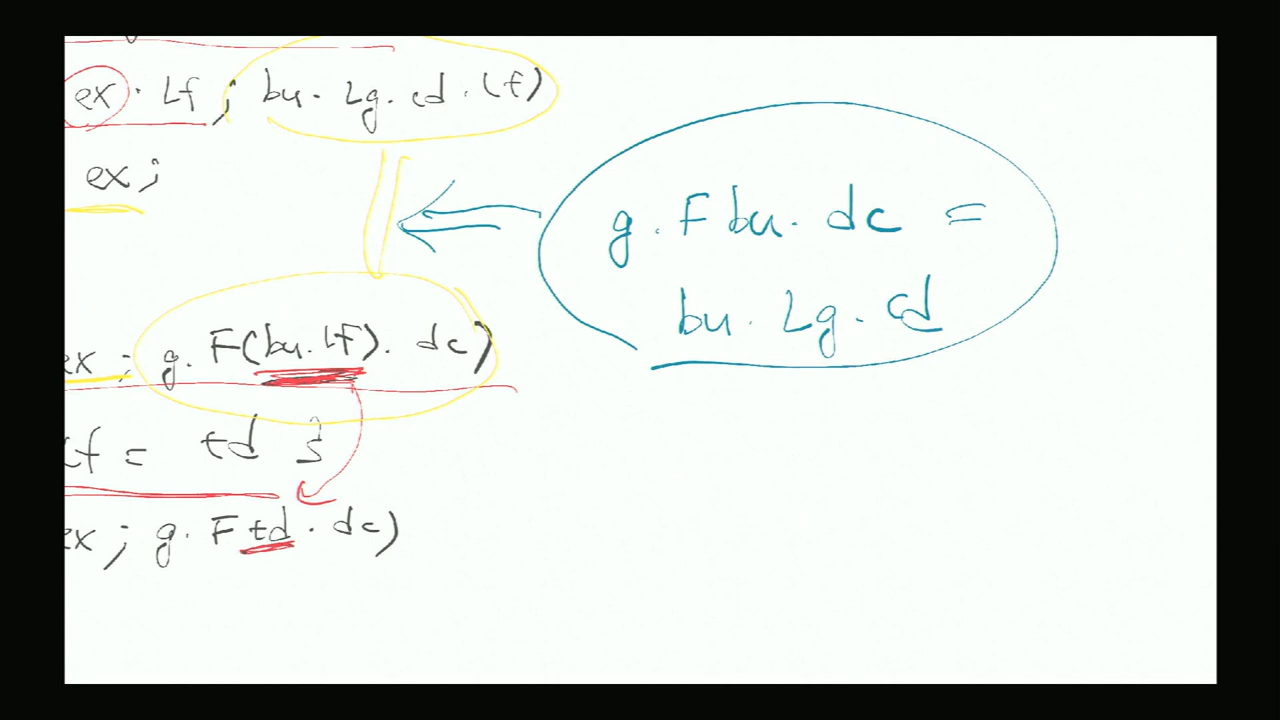 ex · Lf ; bu · Lg · cd · Lf)
ex ;
g · F bu · dc =
bu · Lg · cd
ex ; g · F(bu · Lf) · dc)
Lf = td ;
ex ; g · F td · dc)